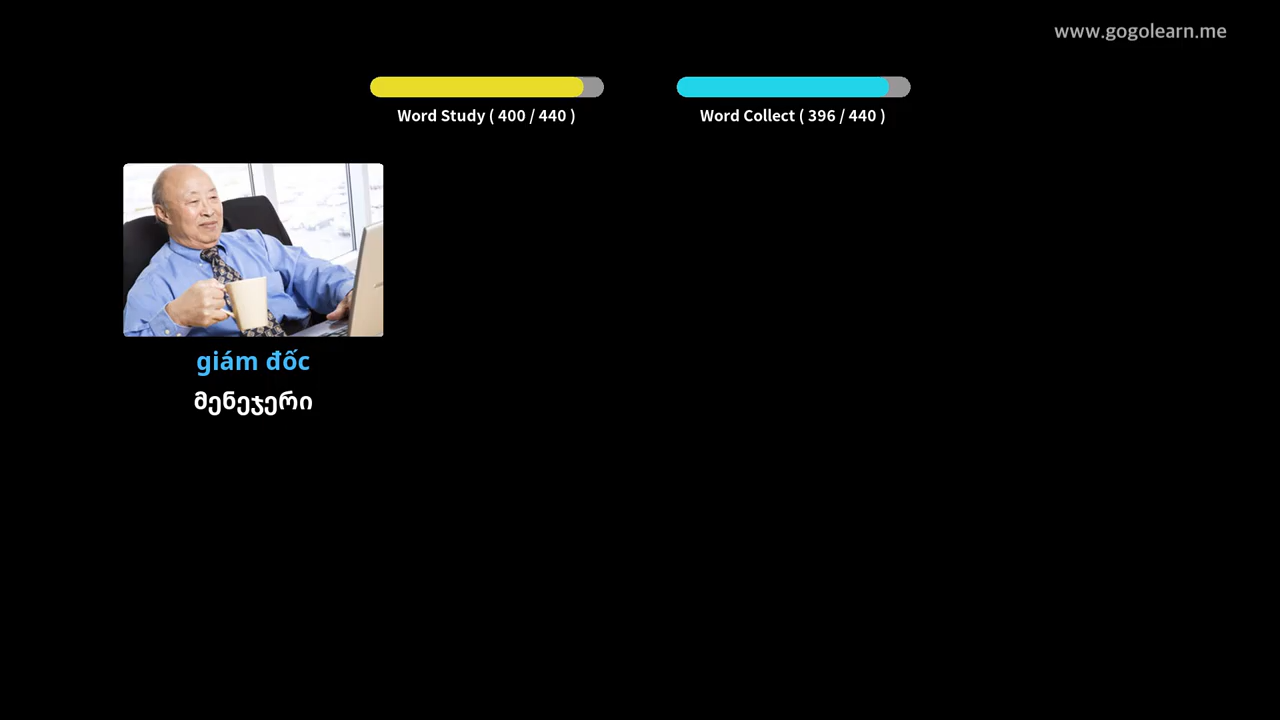 www.gogolearn.me
Word Study ( 400 / 440 )
Word Collect ( 396 / 440 )
giám đốc
მენეჯერი